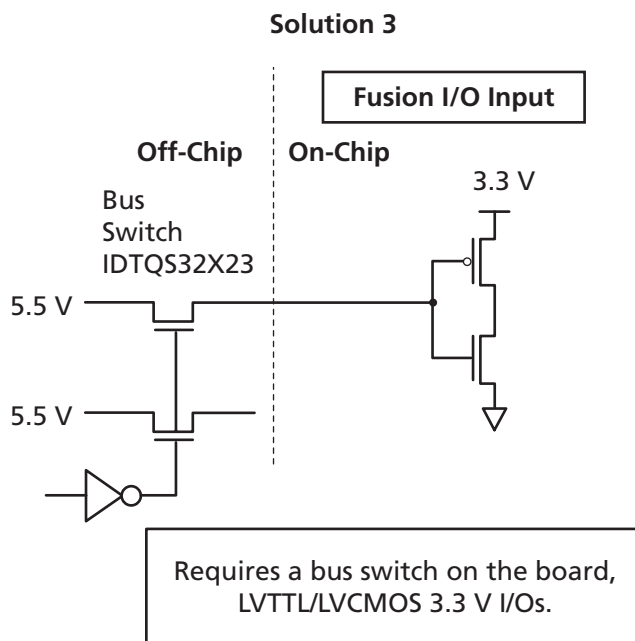 Solution 3
Fusion I/O Input
Off-Chip
On-Chip
3.3 V
Bus
Switch
IDTQS32X23
5.5 V
5.5 V
Requires a bus switch on the board,
LVTTL/LVCMOS 3.3 V I/Os.